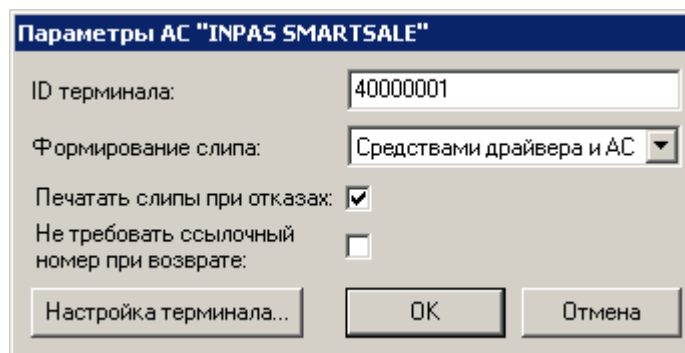 Параметры АС "INPAS SMARTSALE"
ID терминала: 40000001
Формирование слипа: Средствами драйвера и АС
Печатать слипы при отказах:
Не требовать ссылочный
номер при возврате:
Настройка терминала... OK Отмена